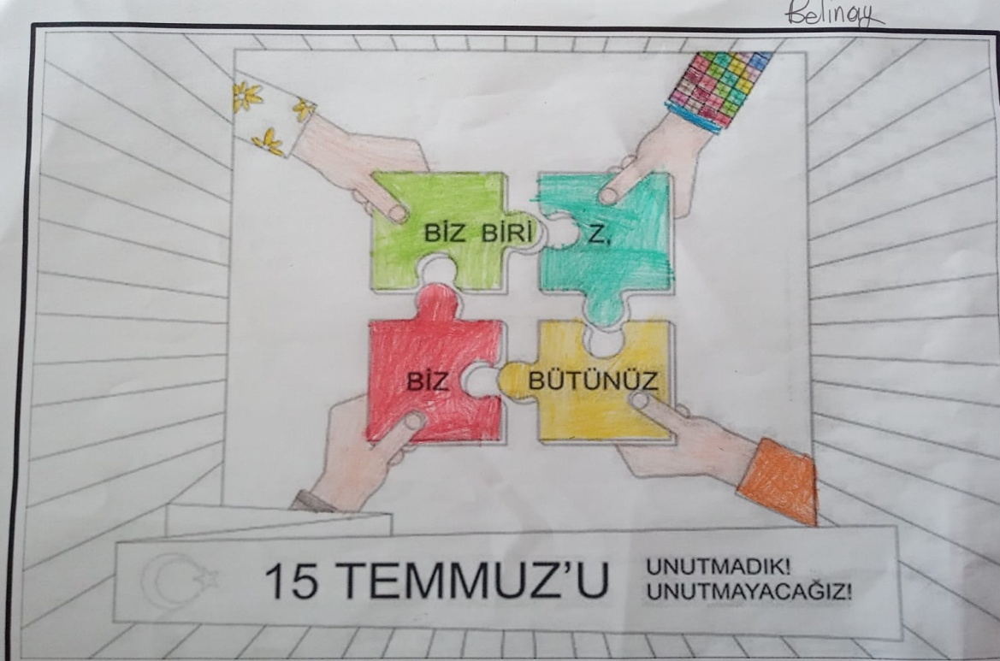 Belinay
BİZ BİRİ Z,
BİZ BÜTÜNÜZ
15 TEMMUZ'U
UNUTMADIK!
UNUTMAYACAĞIZ!